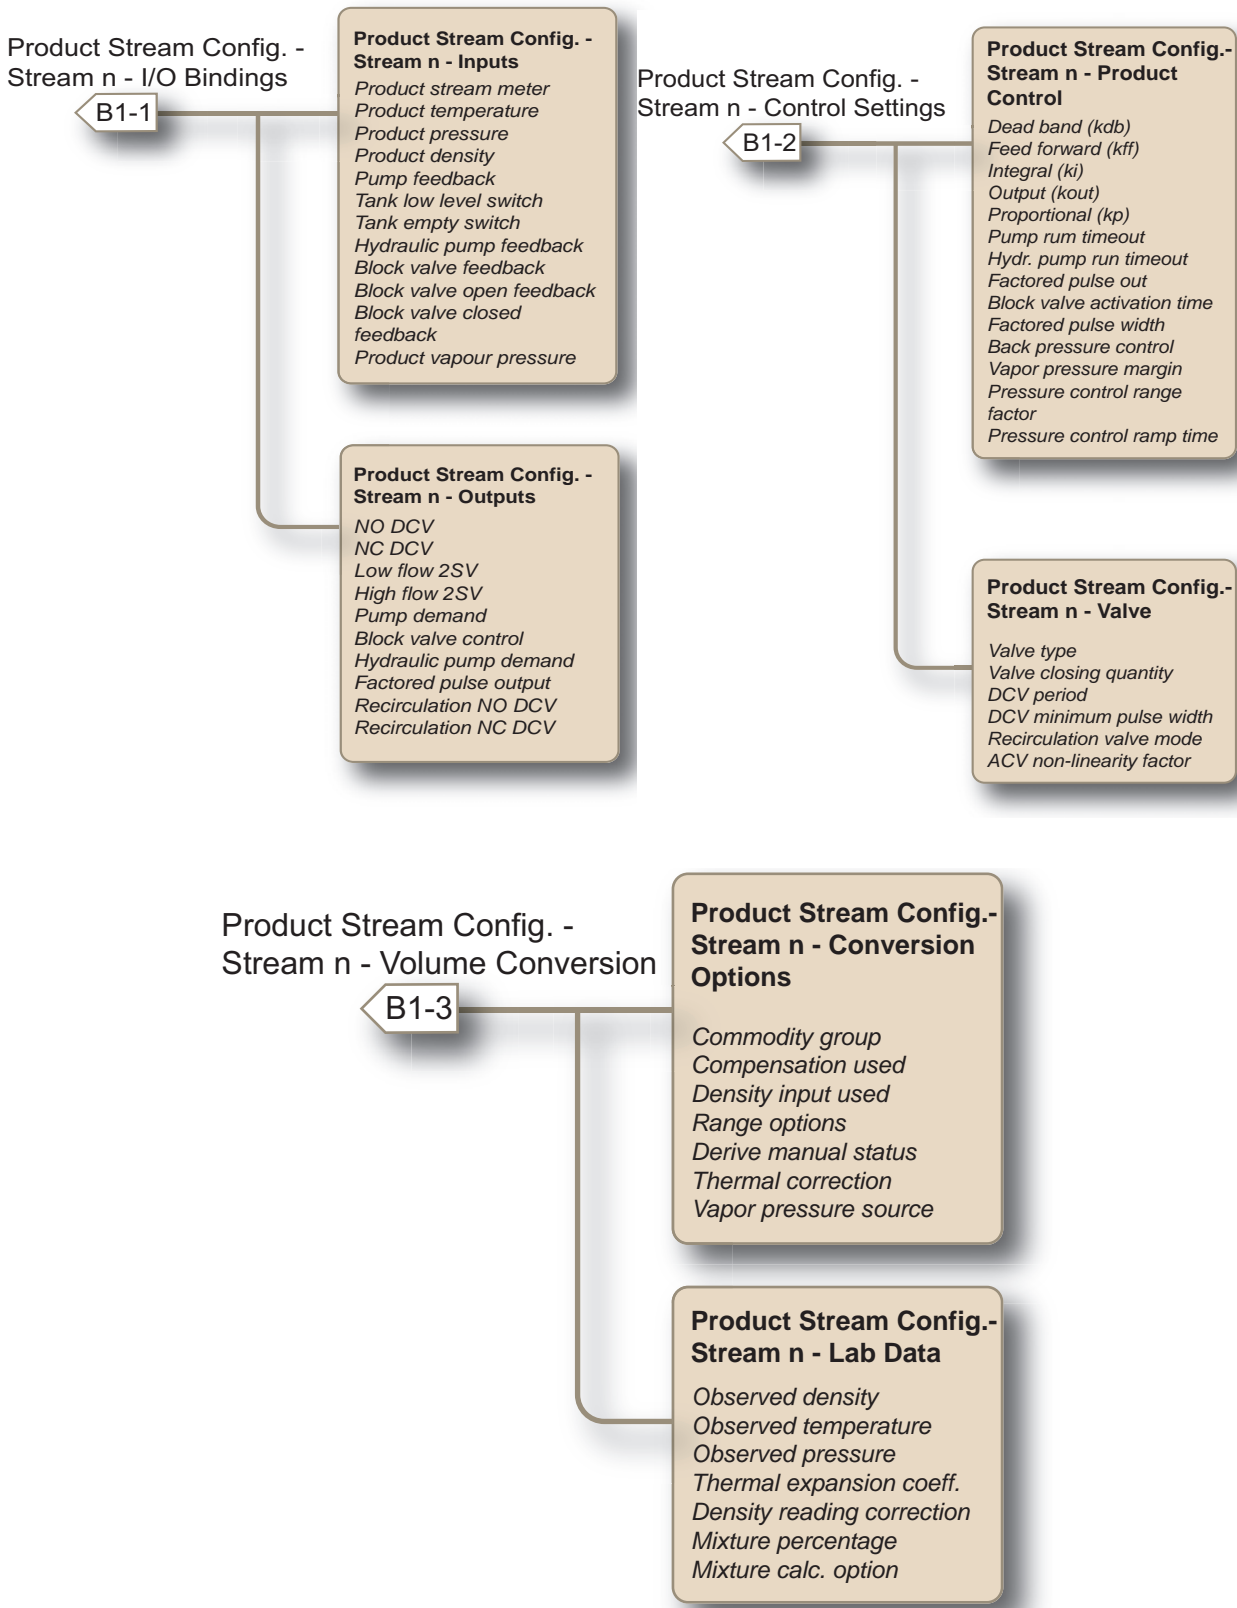 Product Stream Config. -
Stream n - I/O Bindings
B1-1
Product Stream Config. -
Stream n - Inputs
Product stream meter
Product temperature
Product pressure
Product density
Pump feedback
Tank low level switch
Tank empty switch
Hydraulic pump feedback
Block valve feedback
Block valve open feedback
Block valve closed
feedback
Product vapour pressure
Product Stream Config. -
Stream n - Outputs
NO DCV
NC DCV
Low flow 2SV
High flow 2SV
Pump demand
Block valve control
Hydraulic pump demand
Factored pulse output
Recirculation NO DCV
Recirculation NC DCV
Product Stream Config. -
Stream n - Control Settings
B1-2
Product Stream Config.-
Stream n - Product
Control
Dead band (kdb)
Feed forward (kff)
Integral (ki)
Output (kout)
Proportional (kp)
Pump rum timeout
Hydr. pump run timeout
Factored pulse out
Block valve activation time
Factored pulse width
Back pressure control
Vapor pressure margin
Pressure control range
factor
Pressure control ramp time
Product Stream Config.-
Stream n - Valve
Valve type
Valve closing quantity
DCV period
DCV minimum pulse width
Recirculation valve mode
ACV non-linearity factor
Product Stream Config. -
Stream n - Volume Conversion
B1-3
Product Stream Config.-
Stream n - Conversion
Options
Commodity group
Compensation used
Density input used
Range options
Derive manual status
Thermal correction
Vapor pressure source
Product Stream Config.-
Stream n - Lab Data
Observed density
Observed temperature
Observed pressure
Thermal expansion coeff.
Density reading correction
Mixture percentage
Mixture calc. option